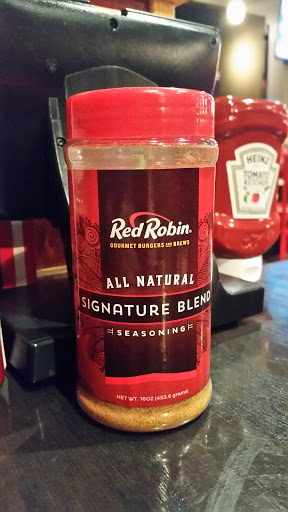 Red Robin
GOURMET BURGERS AND BREWS
ALL NATURAL
SIGNATURE BLEND
SEASONING
NET WT. 16OZ (453.6 grams)
HEINZ
TOMATO
KETCHUP